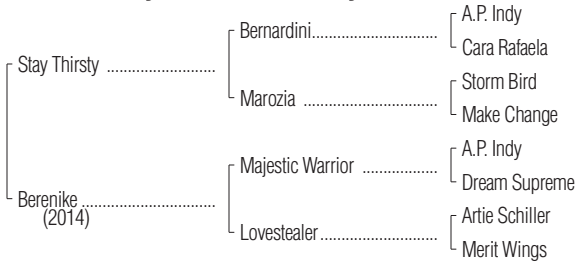 A.P. Indy
Bernardini
Cara Rafaela
Stay Thirsty
Storm Bird
Marozia
Make Change
A.P. Indy
Majestic Warrior
Dream Supreme
Berenike
(2014)
Artie Schiller
Lovestealer
Merit Wings